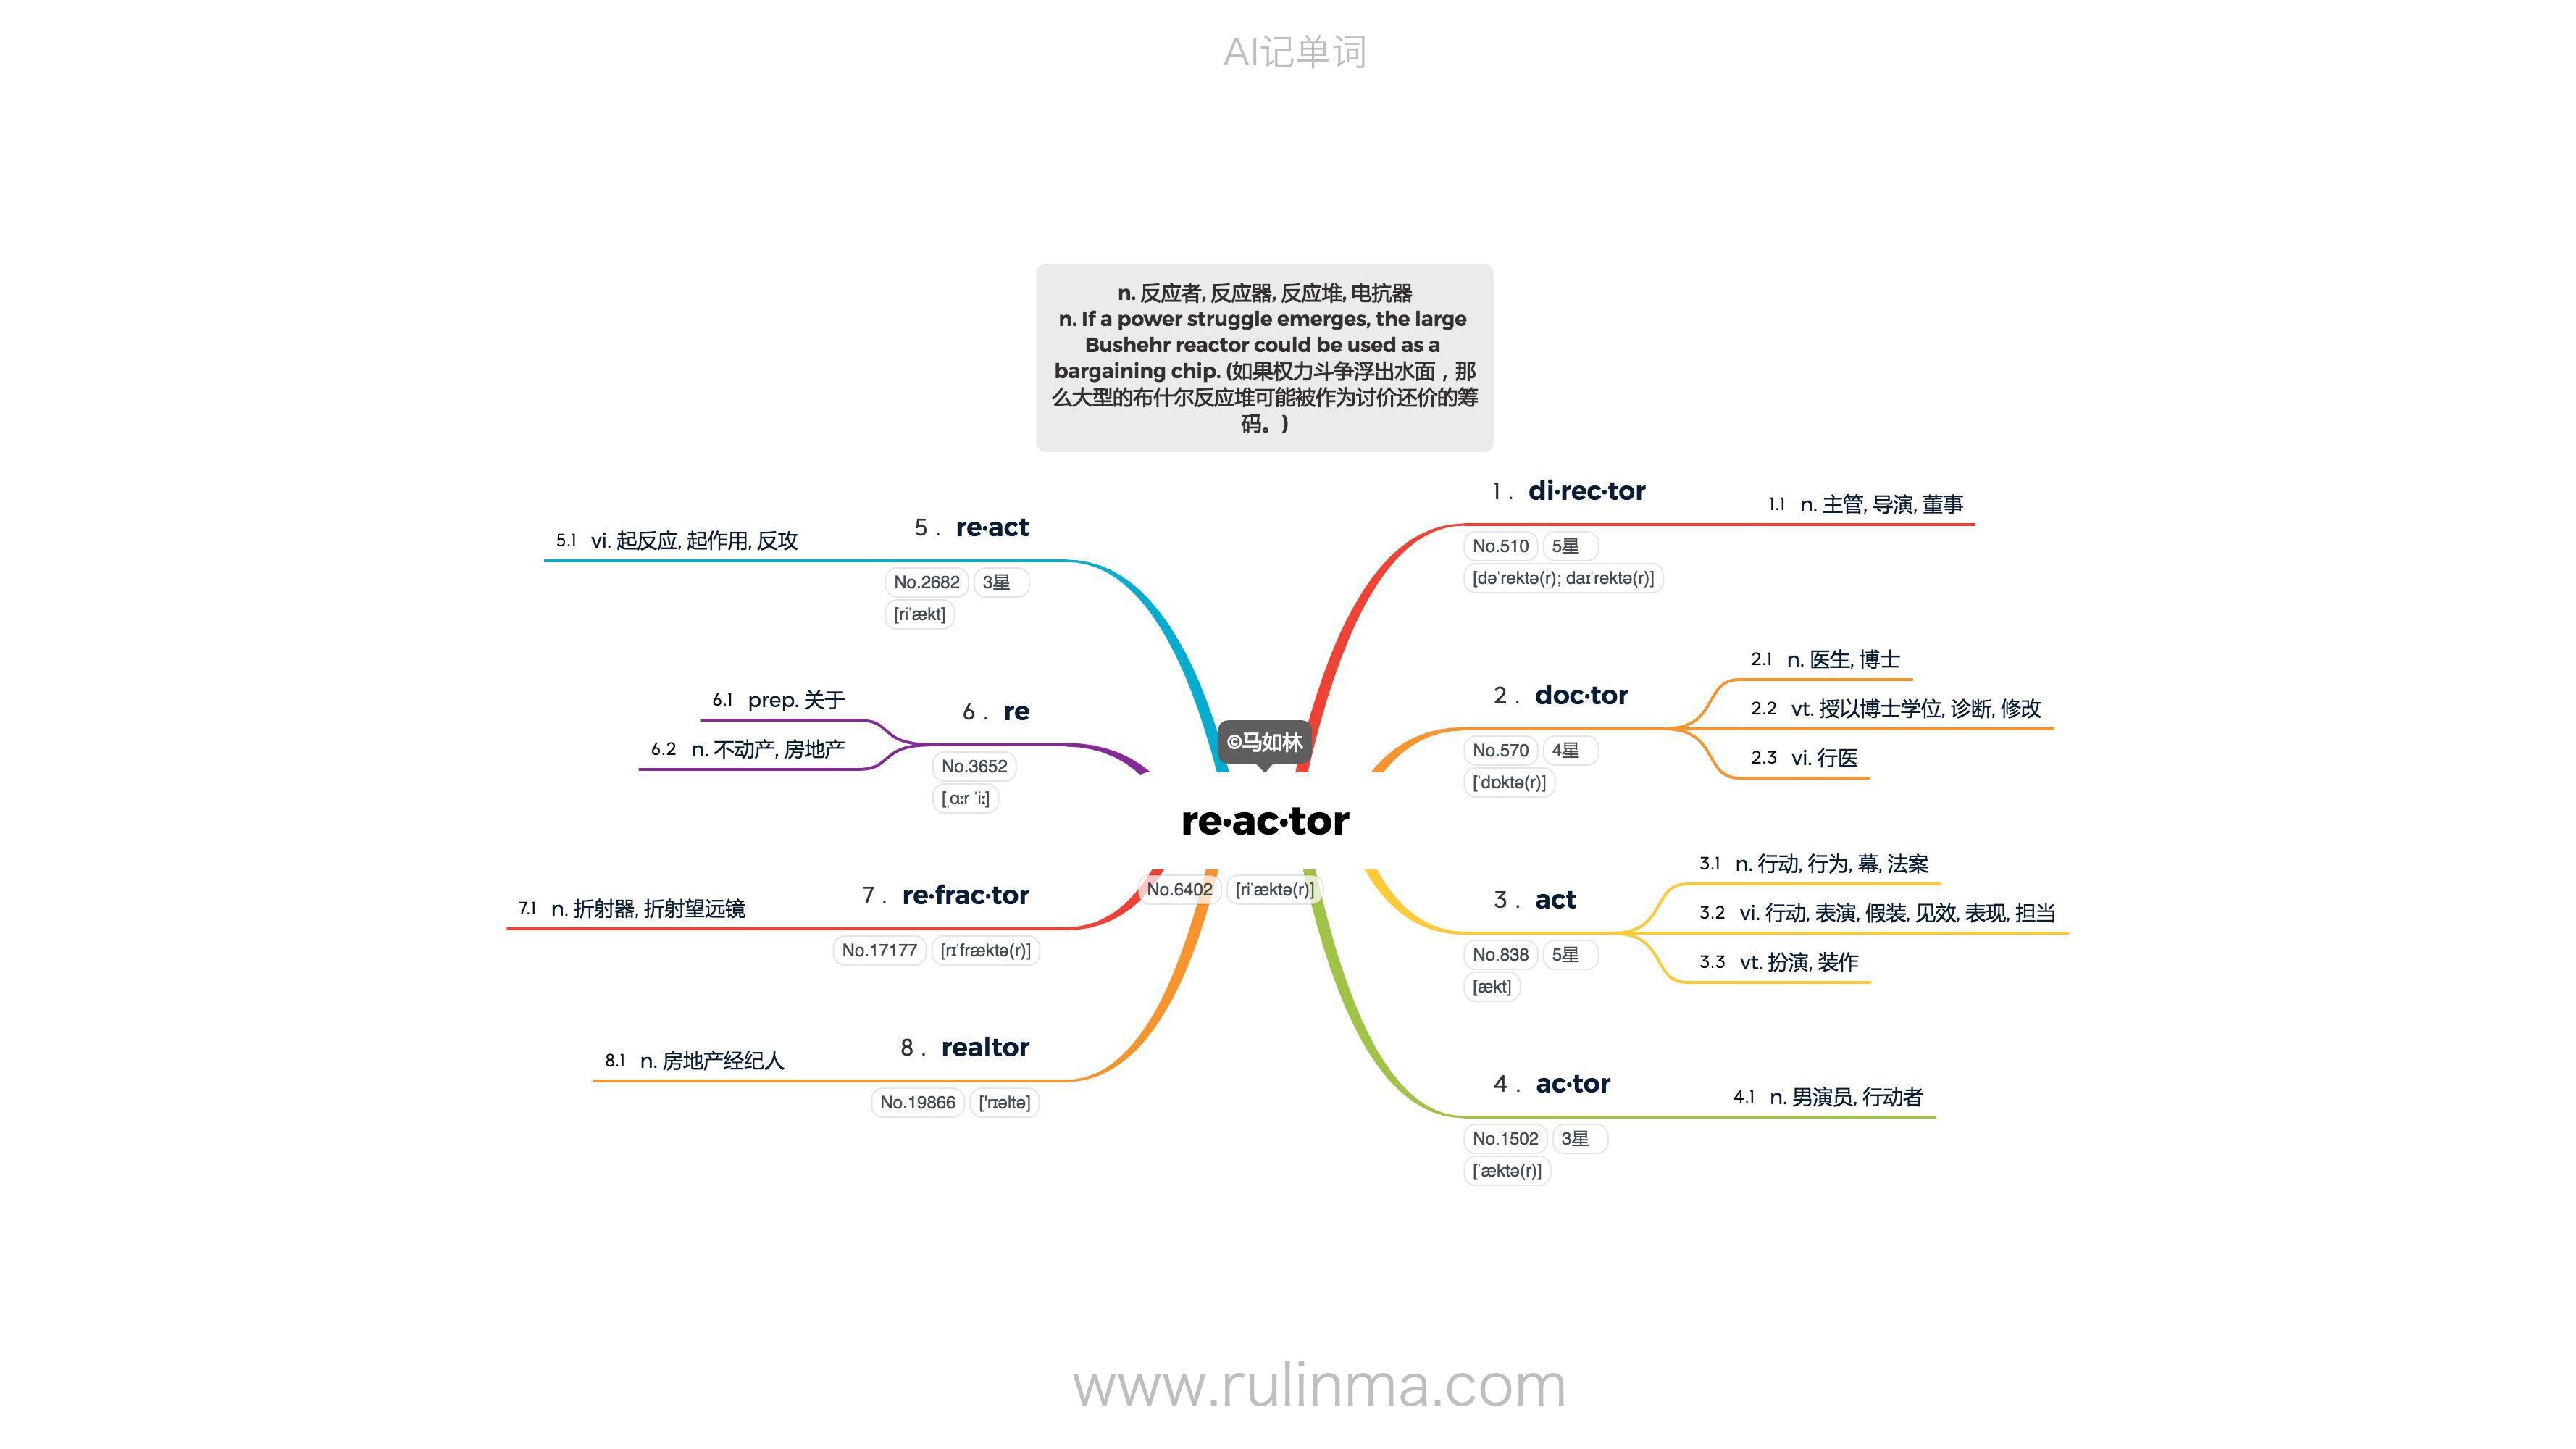 AI记单词
n. 反应者, 反应器, 反应堆, 电抗器
n. If a power struggle emerges, the large
Bushehr reactor could be used as a
bargaining chip. (如果权力斗争浮出水面，那
么大型的布什尔反应堆可能被作为讨价还价的筹
码。)
©马如林
re·ac·tor
No.6402 [riˈæktə(r)]
1. di·rec·tor
No.510 5星
[dəˈrektə(r); daɪˈrektə(r)]
1.1 n. 主管, 导演, 董事
2. doc·tor
No.570 4星
[ˈdɒktə(r)]
2.1 n. 医生, 博士
2.2 vt. 授以博士学位, 诊断, 修改
2.3 vi. 行医
3. act
No.838 5星
[ækt]
3.1 n. 行动, 行为, 幕, 法案
3.2 vi. 行动, 表演, 假装, 见效, 表现, 担当
3.3 vt. 扮演, 装作
4. ac·tor
No.1502 3星
[ˈæktə(r)]
4.1 n. 男演员, 行动者
5. re·act
No.2682 3星
[riˈækt]
5.1 vi. 起反应, 起作用, 反攻
6. re
No.3652
[ˌɑːr ˈiː]
6.1 prep. 关于
6.2 n. 不动产, 房地产
7. re·frac·tor
No.17177 [rɪˈfræktə(r)]
7.1 n. 折射器, 折射望远镜
8. realtor
No.19866 ['rɪəltə]
8.1 n. 房地产经纪人
www.rulinma.com